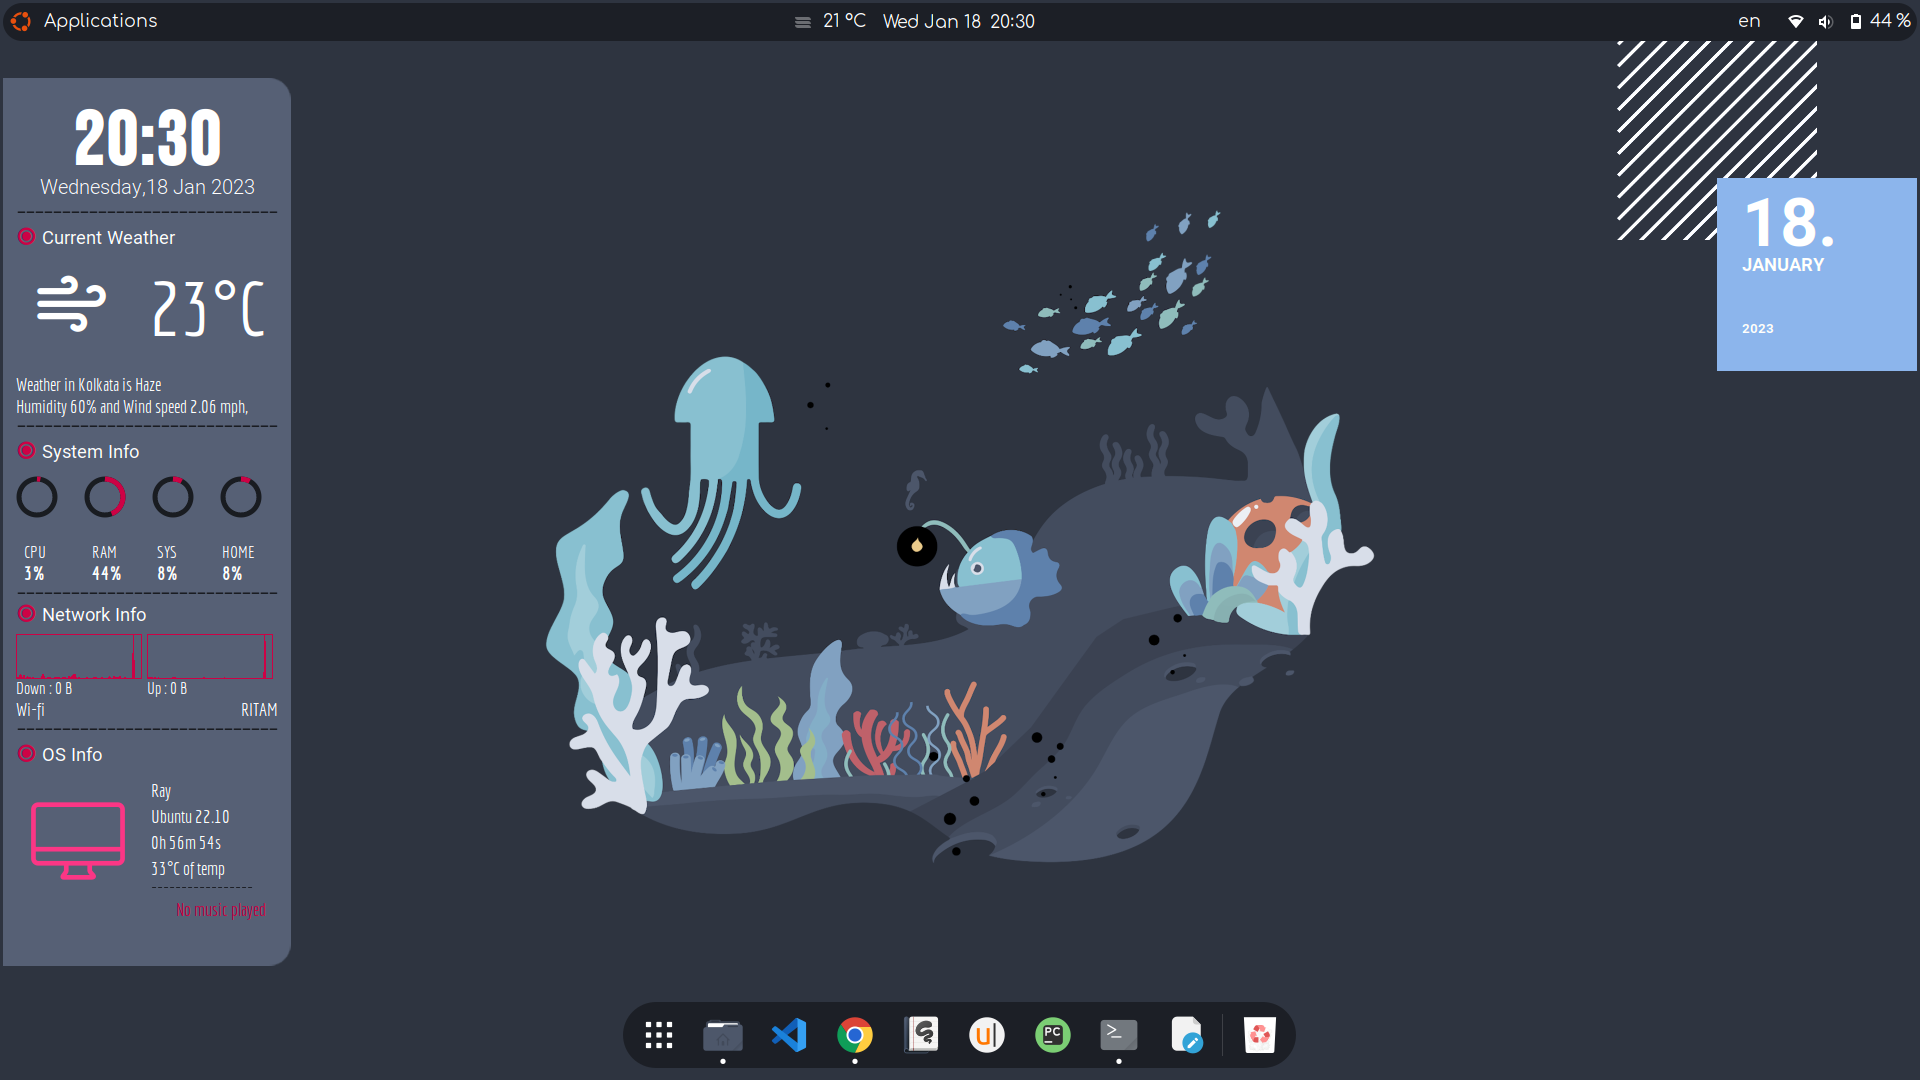 Applications
21 °C Wed Jan 18 20:30
en
44 %
20:30
Wednesday,18 Jan 2023
Current Weather
23°C
Weather in Kolkata is Haze
Humidity 60% and Wind speed 2.06 mph,
System Info
CPU RAM SYS HOME
3% 44% 8% 8%
Network Info
Down : 0 B Up : 0 B
Wi-fi RITAM
OS Info
Ray
Ubuntu 22.10
0h 56m 54s
33°C of temp
No music played
18.
JANUARY
2023
U
PC